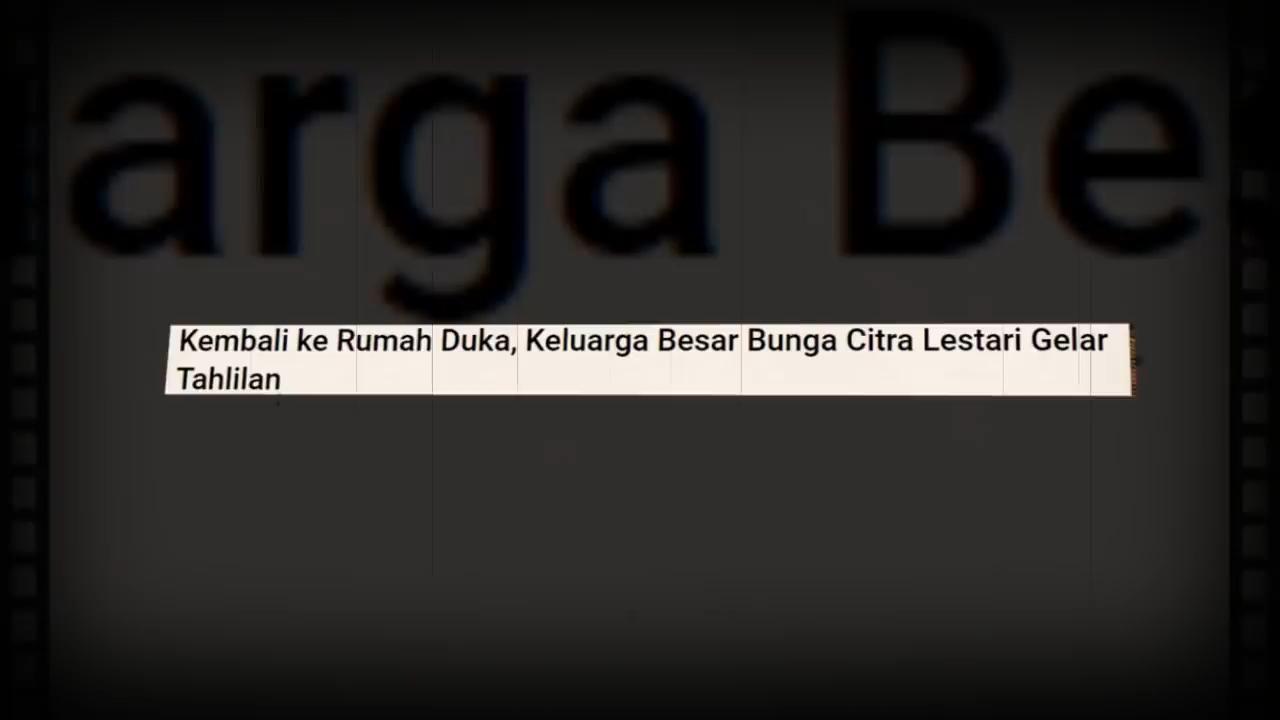 arga Be
Kembali ke Rumah Duka, Keluarga Besar Bunga Citra Lestari Gelar
Tahlilan